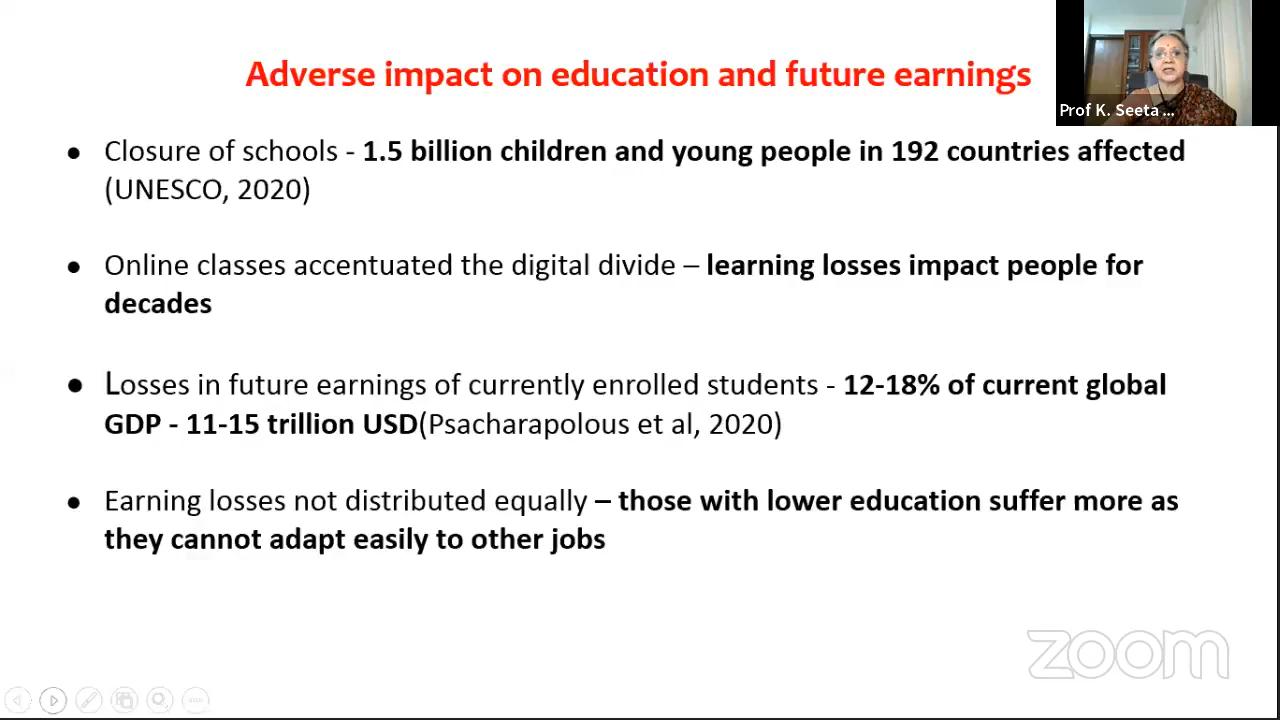 Adverse impact on education and future earnings
Prof K. Seeta ...
● Closure of schools - 1.5 billion children and young people in 192 countries affected
(UNESCO, 2020)
● Online classes accentuated the digital divide – learning losses impact people for
decades
● Losses in future earnings of currently enrolled students - 12-18% of current global
GDP - 11-15 trillion USD(Psacharapolous et al, 2020)
● Earning losses not distributed equally – those with lower education suffer more as
they cannot adapt easily to other jobs
zoom